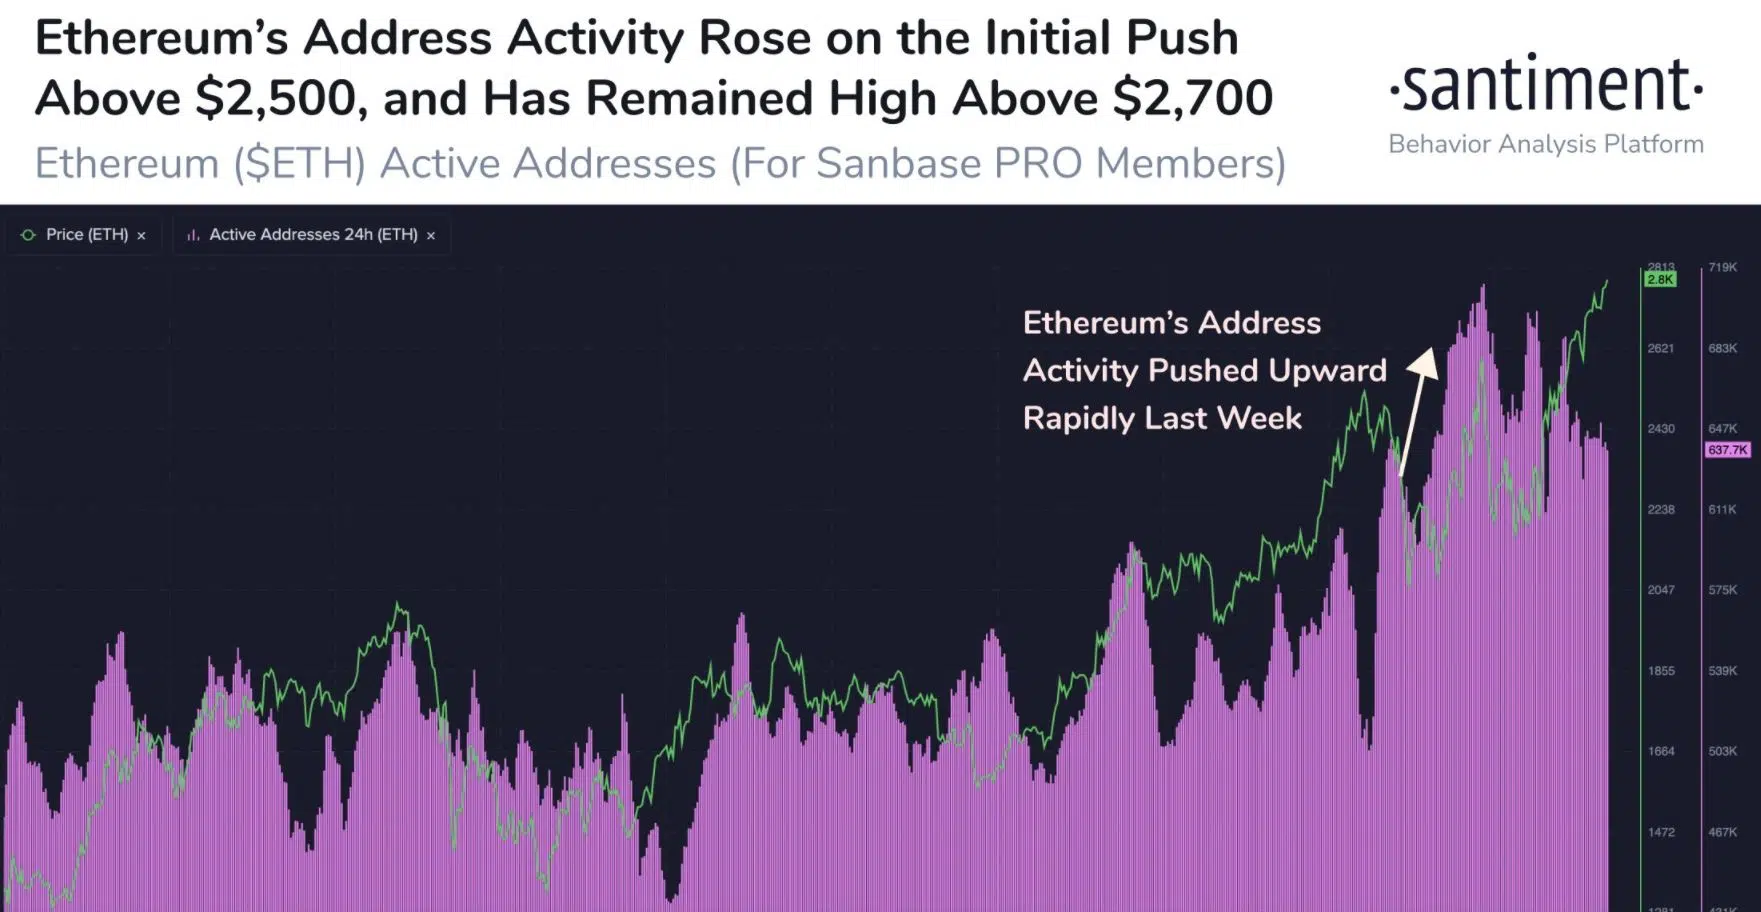 Ethereum’s Address Activity Rose on the Initial Push
Above $2,500, and Has Remained High Above $2,700
Ethereum ($ETH) Active Addresses (For Sanbase PRO Members)
·santiment·
Behavior Analysis Platform
Price (ETH) ×
Active Addresses 24h (ETH) ×
Ethereum’s Address
Activity Pushed Upward
Rapidly Last Week
2813
2.8K
2621
2430
2238
2047
1855
1664
1472
1281
719K
683K
647K
637.7K
611K
575K
539K
503K
467K
431K